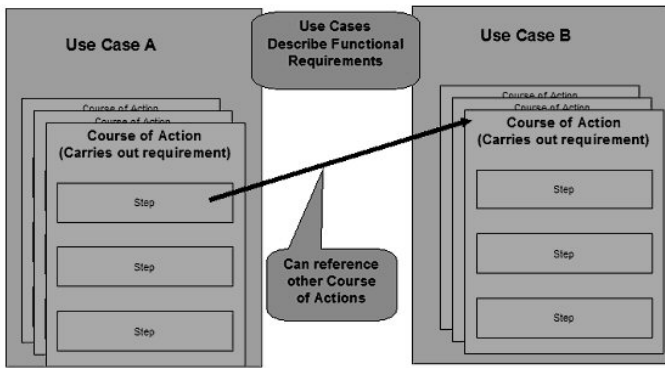 Use Case A
Course of Action
Course of Action
Course of Action
(Carries out requirement)
Step
Step
Step
Use Cases
Describe Functional
Requirements
Can reference
other Course
of Actions
Use Case B
Course of Action
Course of Action
Course of Action
(Carries out requirement)
Step
Step
Step